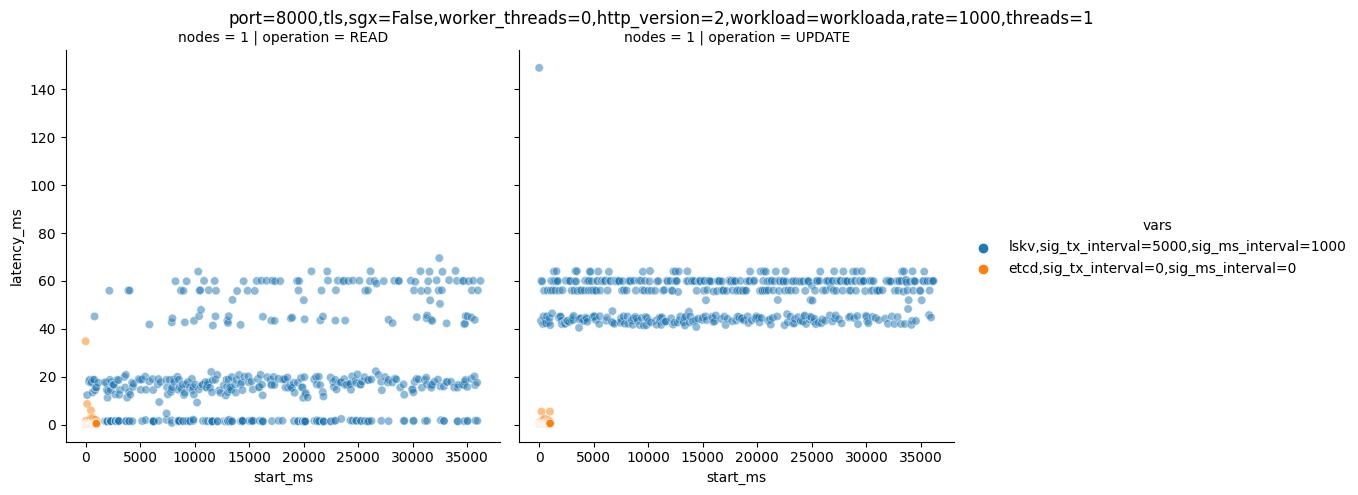 port=8000,tls,sgx=False,worker_threads=0,http_version=2,workload=workloada,rate=1000,threads=1
nodes = 1 | operation = READ
nodes = 1 | operation = UPDATE
latency_ms
140
120
100
80
60
40
20
0
0 5000 10000 15000 20000 25000 30000 35000
start_ms
0 5000 10000 15000 20000 25000 30000 35000
start_ms
vars
lskv,sig_tx_interval=5000,sig_ms_interval=1000
etcd,sig_tx_interval=0,sig_ms_interval=0